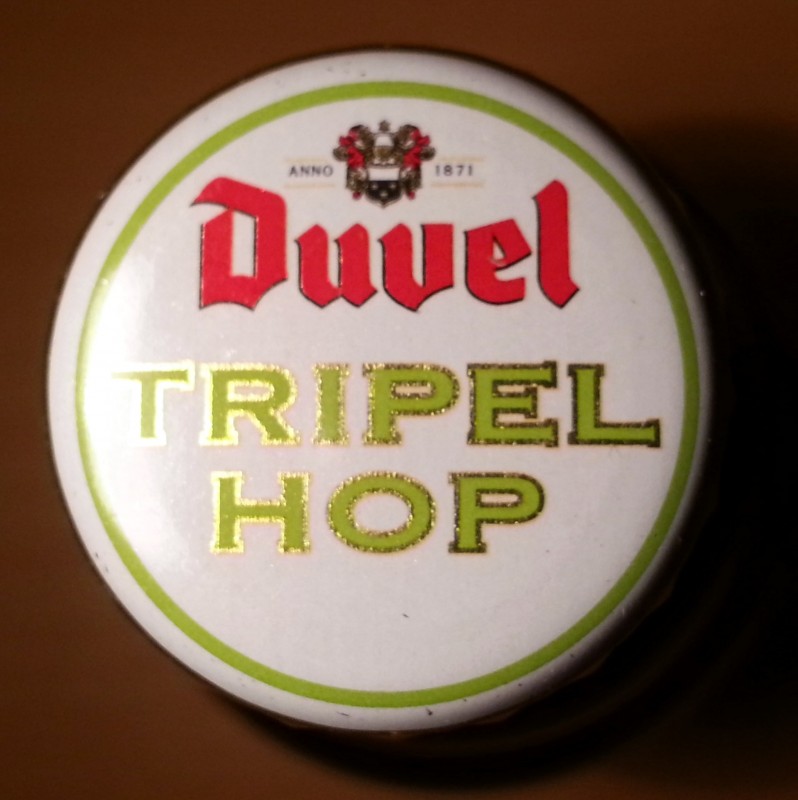 ANNO 1871
Duvel
TRIPEL
HOP